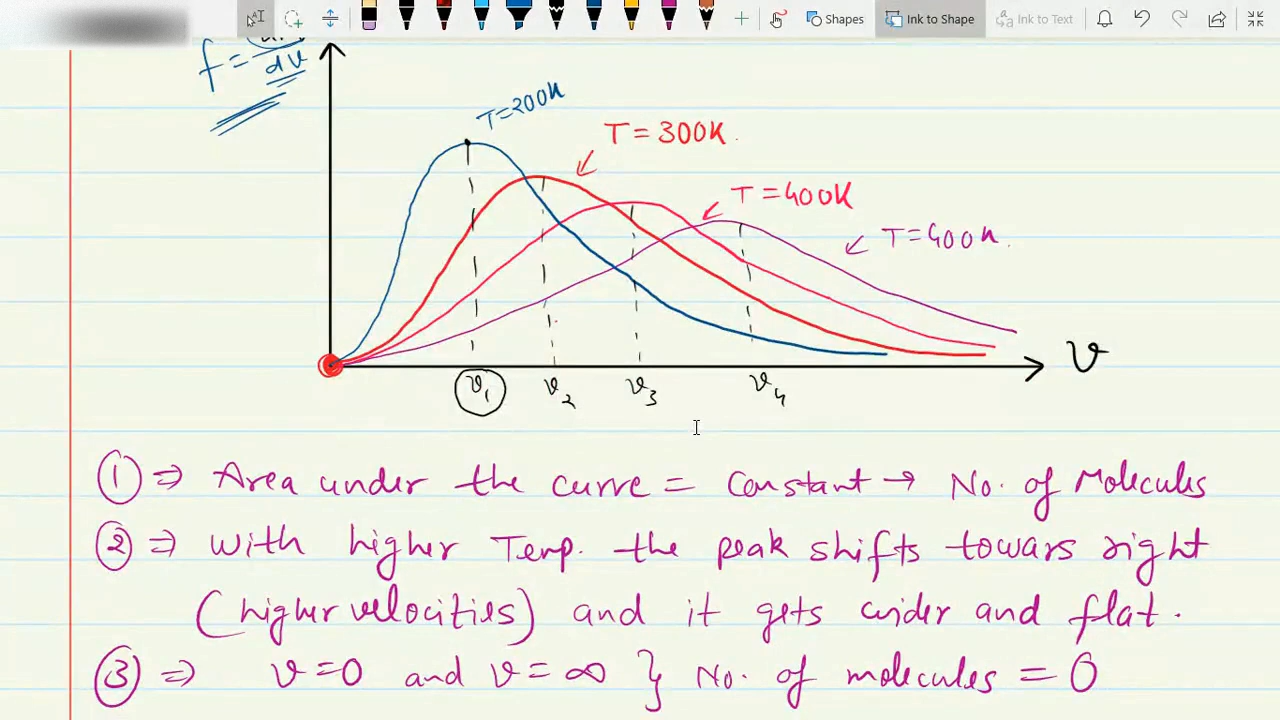 Shapes
Ink to Shape
Ink to Text
f =
dv
T=200K
T = 300K.
T = 400K
T = 400K.
v
v1
v2
v3
v4
① ⇒ Area under the curve = Constant → No. of Molecules
② ⇒ With higher Temp. the peak shifts towars right
(higher velocities) and it gets wider and flat.
③ ⇒ v=0 and v=∞ } No. of molecules = 0